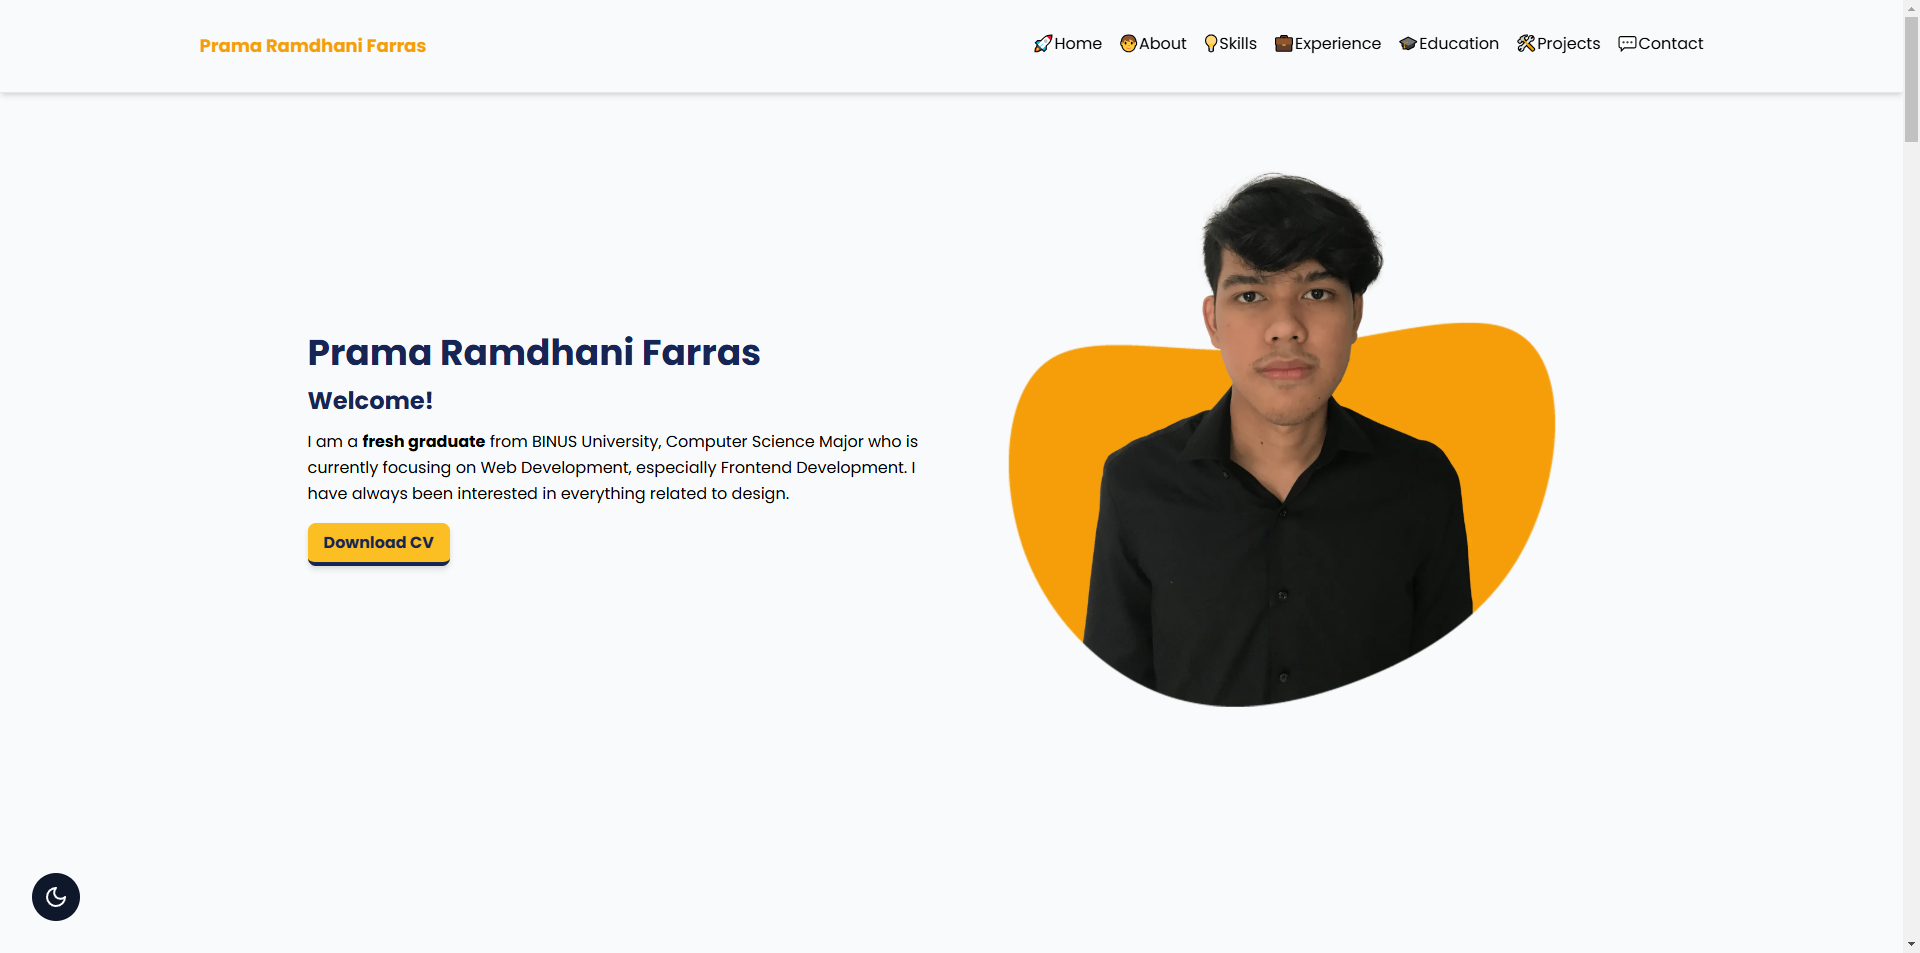 Prama Ramdhani Farras
🚀Home 🧑About 💡Skills 💼Experience 🎓Education 🛠Projects 💬Contact
Prama Ramdhani Farras
Welcome!
I am a fresh graduate from BINUS University, Computer Science Major who is
currently focusing on Web Development, especially Frontend Development. I
have always been interested in everything related to design.
Download CV